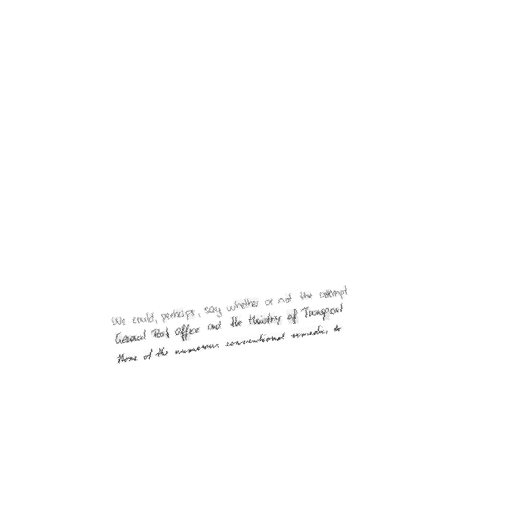 We could, perhaps, say whether or not the attempt
General Post Office and the Ministry of Transport
those of the numerous conventional remedies to